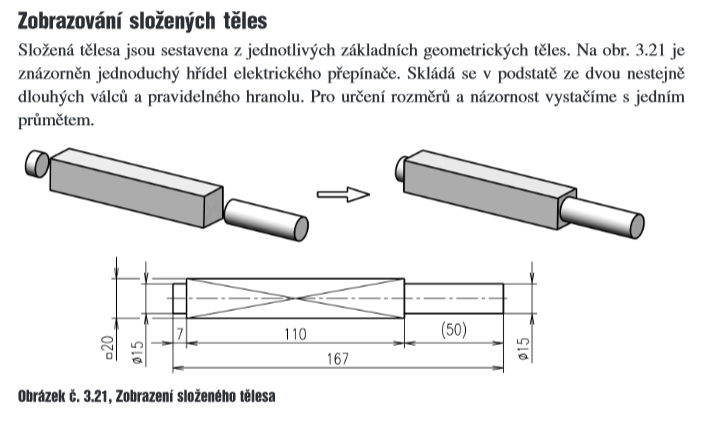 Zobrazování složených těles
Složená tělesa jsou sestavena z jednotlivých základních geometrických těles. Na obr. 3.21 je
znázorněn jednoduchý hřídel elektrického přepínače. Skládá se v podstatě ze dvou nestejně
dlouhých válců a pravidelného hranolu. Pro určení rozměrů a názornost vystačíme s jedním
průmětem.
□20
ø15
7
110
(50)
ø15
167
Obrázek č. 3.21, Zobrazení složeného tělesa